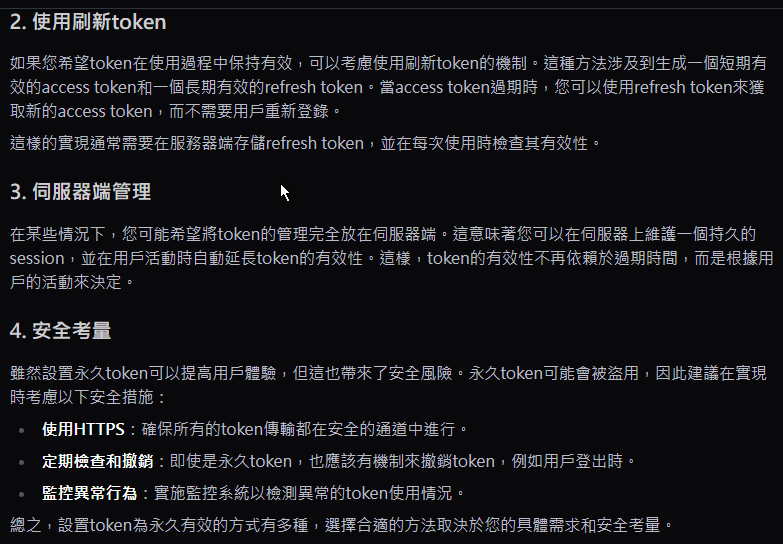 2. 使用刷新token
如果您希望token在使用過程中保持有效，可以考慮使用刷新token的機制。這種方法涉及到生成一個短期有
效的access token和一個長期有效的refresh token。當access token過期時，您可以使用refresh token來獲
取新的access token，而不需要用戶重新登錄。
這樣的實現通常需要在服務器端存儲refresh token，並在每次使用時檢查其有效性。
3. 伺服器端管理
在某些情況下，您可能希望將token的管理完全放在伺服器端。這意味著您可以在伺服器上維護一個持久的
session，並在用戶活動時自動延長token的有效性。這樣，token的有效性不再依賴於過期時間，而是根據用
戶的活動來決定。
4. 安全考量
雖然設置永久token可以提高用戶體驗，但這也帶來了安全風險。永久token可能會被盜用，因此建議在實現
時考慮以下安全措施：
• 使用HTTPS：確保所有的token傳輸都在安全的通道中進行。
• 定期檢查和撤銷：即使是永久token，也應該有機制來撤銷token，例如用戶登出時。
• 監控異常行為：實施監控系統以檢測異常的token使用情況。
總之，設置token為永久有效的方式有多種，選擇合適的方法取決於您的具體需求和安全考量。